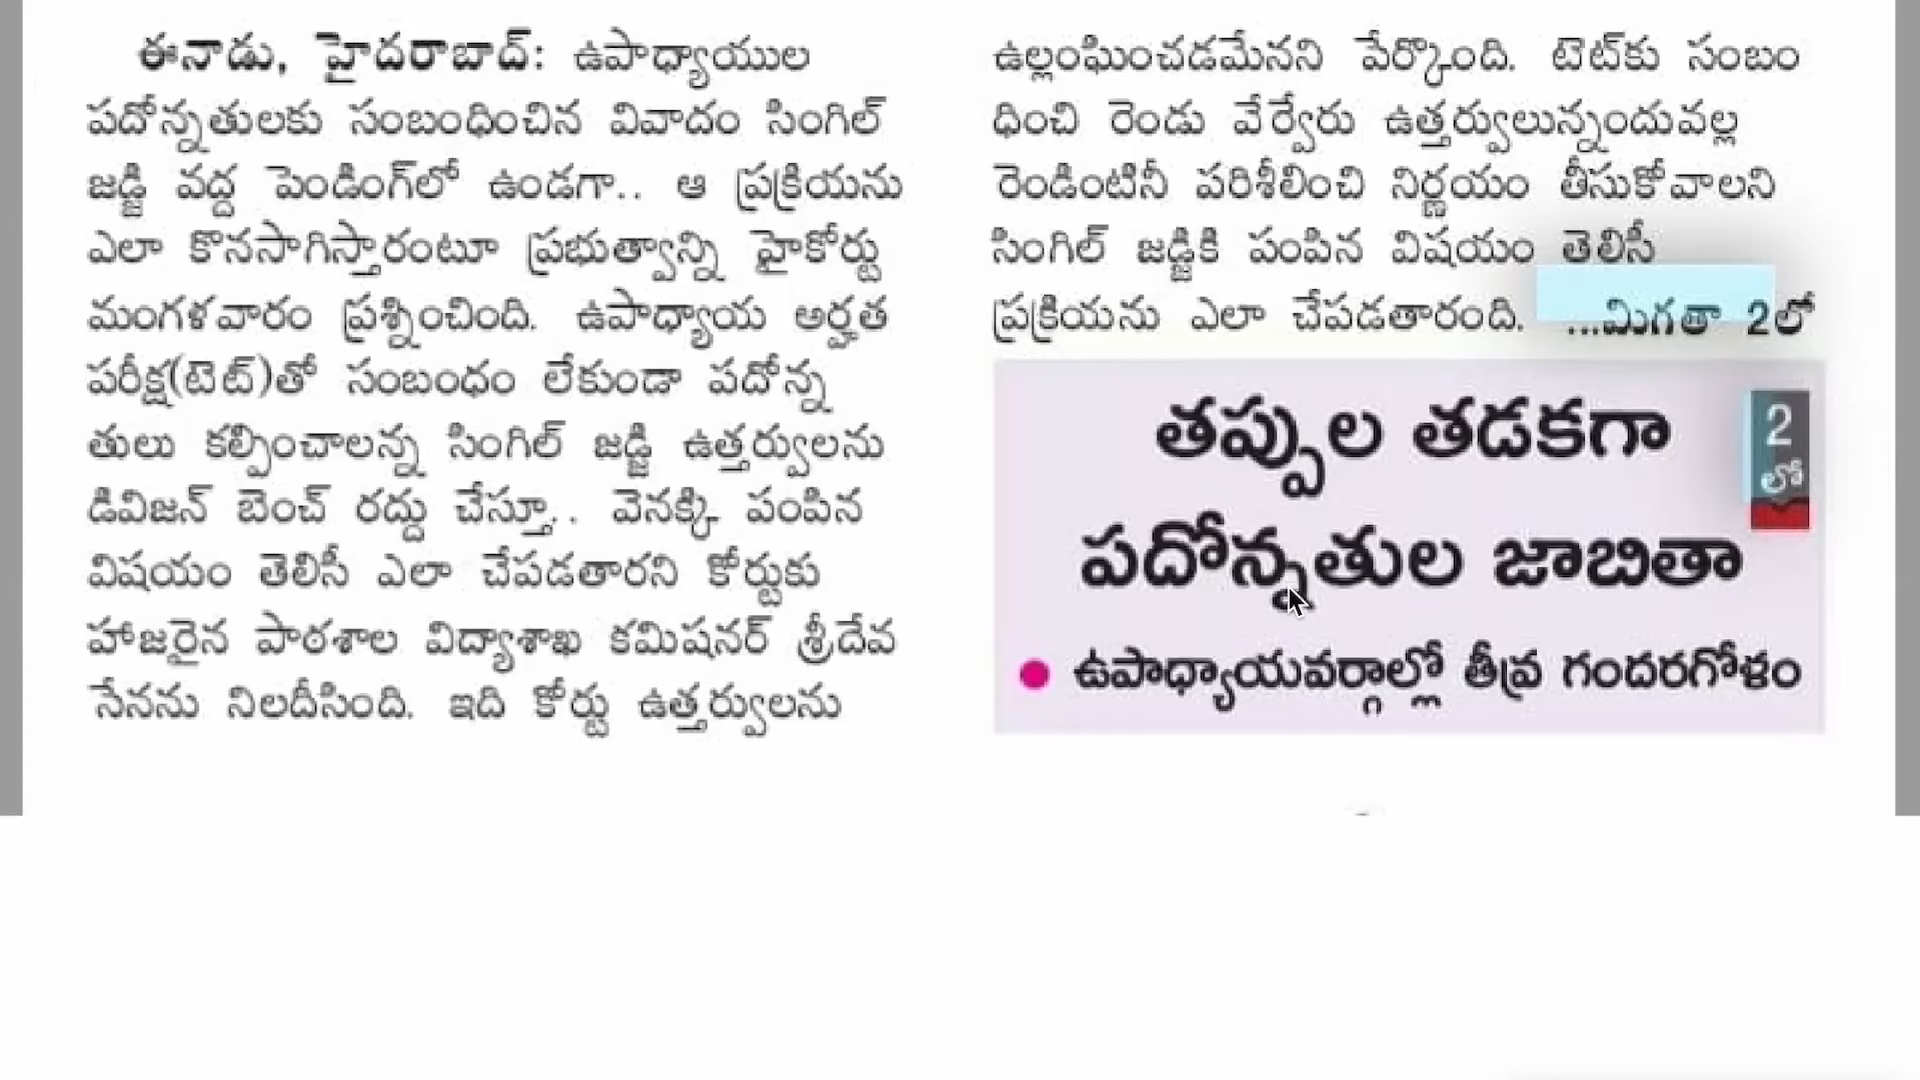 ఈనాడు, హైదరాబాద్: ఉపాధ్యాయుల
పదోన్నతులకు సంబంధించిన వివాదం సింగిల్
జడ్జి వద్ద పెండింగ్‌లో ఉండగా.. ఆ ప్రక్రియను
ఎలా కొనసాగిస్తారంటూ ప్రభుత్వాన్ని హైకోర్టు
మంగళవారం ప్రశ్నించింది. ఉపాధ్యాయ అర్హత
పరీక్ష(టెట్)తో సంబంధం లేకుండా పదోన్న
తులు కల్పించాలన్న సింగిల్ జడ్జి ఉత్తర్వులను
డివిజన్ బెంచ్ రద్దు చేస్తూ.. వెనక్కి పంపిన
విషయం తెలిసీ ఎలా చేపడతారని కోర్టుకు
హాజరైన పాఠశాల విద్యాశాఖ కమిషనర్ శ్రీదేవ
సేనను నిలదీసింది. ఇది కోర్టు ఉత్తర్వులను
ఉల్లంఘించడమేనని పేర్కొంది. టెట్‌కు సంబం
ధించి రెండు వేర్వేరు ఉత్తర్వులున్నందువల్ల
రెండింటినీ పరిశీలించి నిర్ణయం తీసుకోవాలని
సింగిల్ జడ్జికి పంపిన విషయం తెలిసీ
ప్రక్రియను ఎలా చేపడతారంది. ...మిగతా 2లో
తప్పుల తడకగా
పదోన్నతుల జాబితా
2
లో
• ఉపాధ్యాయవర్గాల్లో తీవ్ర గందరగోళం